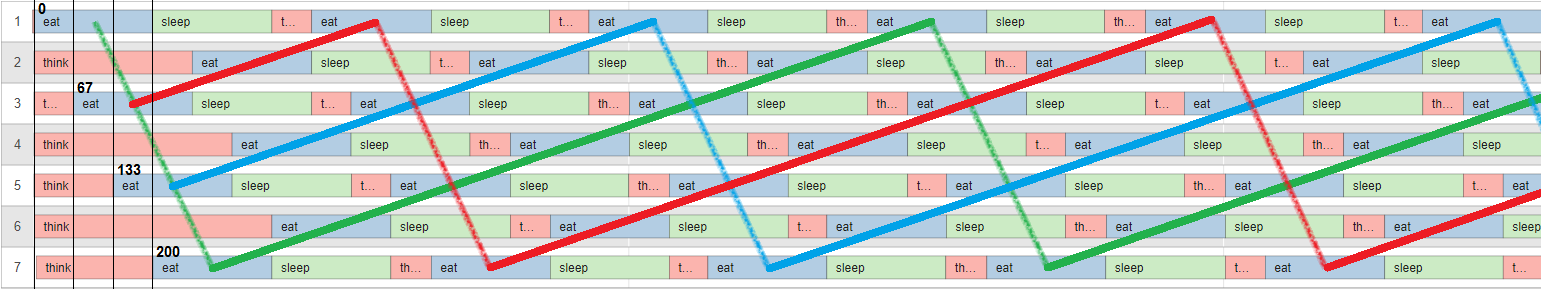 0
1 eat sleep t... eat sleep t... eat sleep th... eat sleep th... eat sleep t... eat
2 think eat sleep t... eat sleep th... eat sleep th... eat sleep t... eat sleep
67
3 t... eat sleep t... eat sleep th... eat sleep th... eat sleep t... eat sleep th... eat
4 think eat sleep th... eat sleep th... eat sleep t... eat sleep th... eat sleep
133
5 think eat sleep t... eat sleep th... eat sleep t... eat sleep th... eat sleep t... eat
6 think eat sleep t... eat sleep t... eat sleep th... eat sleep th... eat sleep
200
7 think eat sleep th... eat sleep t... eat sleep th... eat sleep t... eat sleep t...